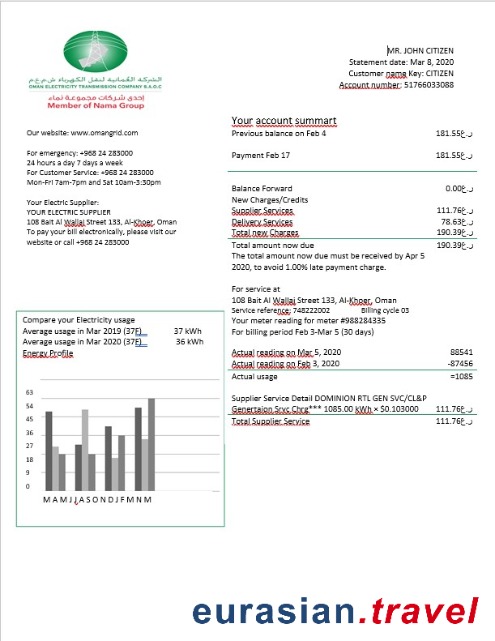 الشركة العُمانية لنقل الكهرباء ش.م.ع.م
OMAN ELECTRICITY TRANSMISSION COMPANY S.A.O.C
إحدى شركات مجموعة نماء
Member of Nama Group
MR. JOHN CITIZEN
Statement date: Mar 8, 2020
Customer name Key: CITIZEN
Account number: 51766033088
Our website: www.omangrid.com
For emergency: +968 24 283000
24 hours a day 7 days a week
For Customer Service: +968 24 283000
Mon-Fri 7am-7pm and Sat 10am-3:30pm
Your Electric Supplier:
YOUR ELECTRIC SUPPLIER
108 Bait Al Wallaj Street 133, Al-Khoer, Oman
To pay your bill electronically, please visit our
website or call +968 24 283000
Your account summart
Previous balance on Feb 4 181.55ر.ع
Payment Feb 17 181.55ر.ع
Balance Forward 0.00ر.ع
New Charges/Credits
Supplier Services 111.76ر.ع
Delivery Services 78.63ر.ع
Total new Charges 190.39ر.ع
Total amount now due 190.39ر.ع
The total amount now due must be received by Apr 5
2020, to avoid 1.00% late payment charge.
For service at
108 Bait Al Wallaj Street 133, Al-Khoer, Oman
Service reference: 748222002 Billing cycle 03
Your meter reading for meter #988284335
For billing period Feb 3-Mar 5 (30 days)
Actual reading on Mar 5, 2020 88541
Actual reading on Feb 3, 2020 -87456
Actual usage =1085
Supplier Service Detail DOMINION RTL GEN SVC/CL&P
Genertaion Srvc Chrg*** 1085.00 kWh × $0.103000 111.76ر.ع
Total Supplier Service 111.76ر.ع
Compare your Electricity usage
Average usage in Mar 2019 (37F) 37 kWh
Average usage in Mar 2020 (37F) 36 kWh
Energy Profile
63
54
45
36
27
18
9
0
M A M J J A S O N D J F M N M
eurasian.travel